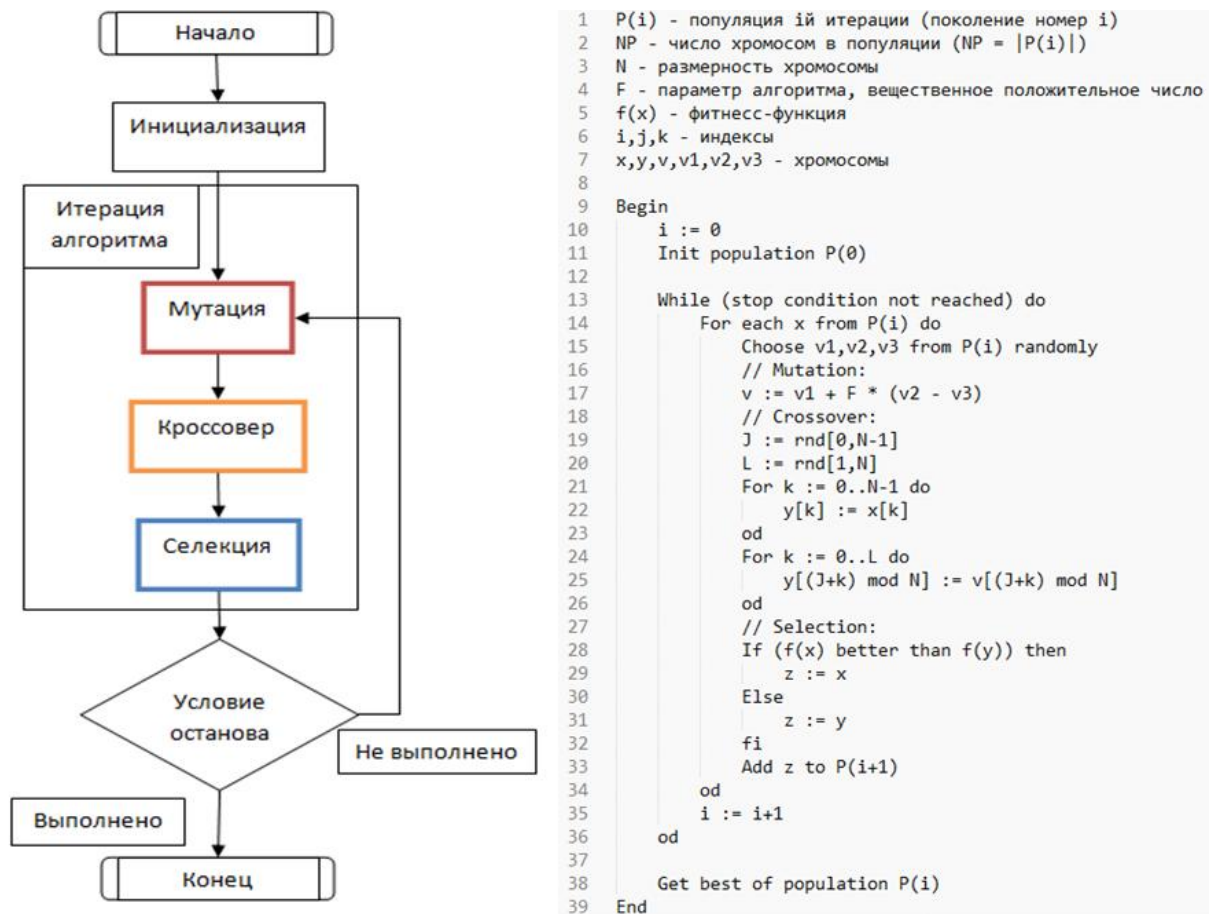 Начало
Инициализация
Итерация
алгоритма
Мутация
Кроссовер
Селекция
Условие
останова
Не выполнено
Выполнено
Конец
1 P(i) - популяция iй итерации (поколение номер i)
2 NP - число хромосом в популяции (NP = |P(i)|)
3 N - размерность хромосомы
4 F - параметр алгоритма, вещественное положительное число
5 f(x) - фитнесс-функция
6 i,j,k - индексы
7 x,y,v,v1,v2,v3 - хромосомы
8
9 Begin
10 i := 0
11 Init population P(0)
12
13 While (stop condition not reached) do
14 For each x from P(i) do
15 Choose v1,v2,v3 from P(i) randomly
16 // Mutation:
17 v := v1 + F * (v2 - v3)
18 // Crossover:
19 J := rnd[0,N-1]
20 L := rnd[1,N]
21 For k := 0..N-1 do
22 y[k] := x[k]
23 od
24 For k := 0..L do
25 y[(J+k) mod N] := v[(J+k) mod N]
26 od
27 // Selection:
28 If (f(x) better than f(y)) then
29 z := x
30 Else
31 z := y
32 fi
33 Add z to P(i+1)
34 od
35 i := i+1
36 od
37
38 Get best of population P(i)
39 End